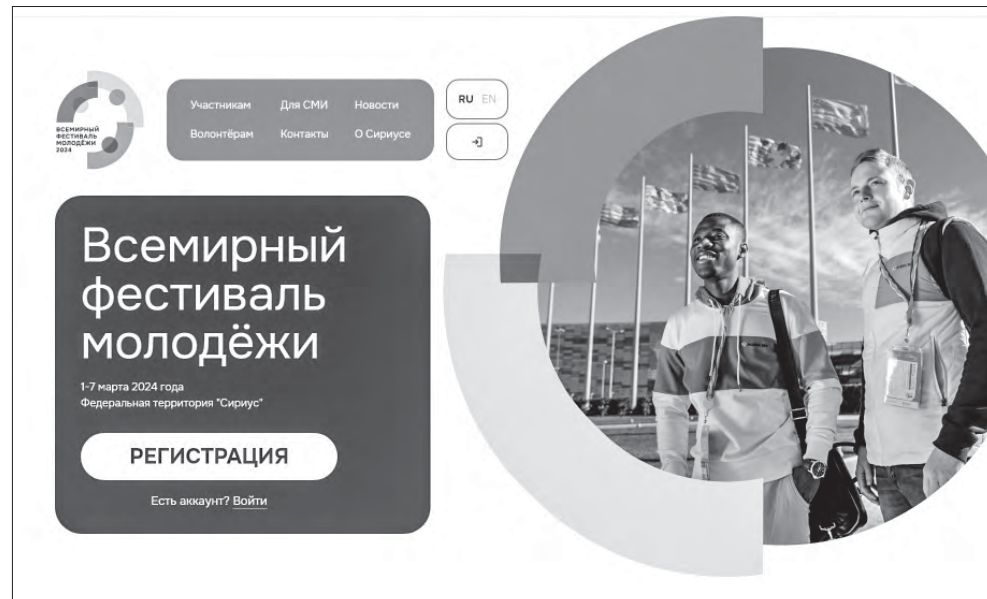 ВСЕМИРНЫЙ
ФЕСТИВАЛЬ
МОЛОДЁЖИ
2024
Участникам Для СМИ Новости
Волонтёрам Контакты О Сириусе
RU EN
Всемирный
фестиваль
молодёжи
1-7 марта 2024 года
Федеральная территория "Сириус"
РЕГИСТРАЦИЯ
Есть аккаунт? Войти